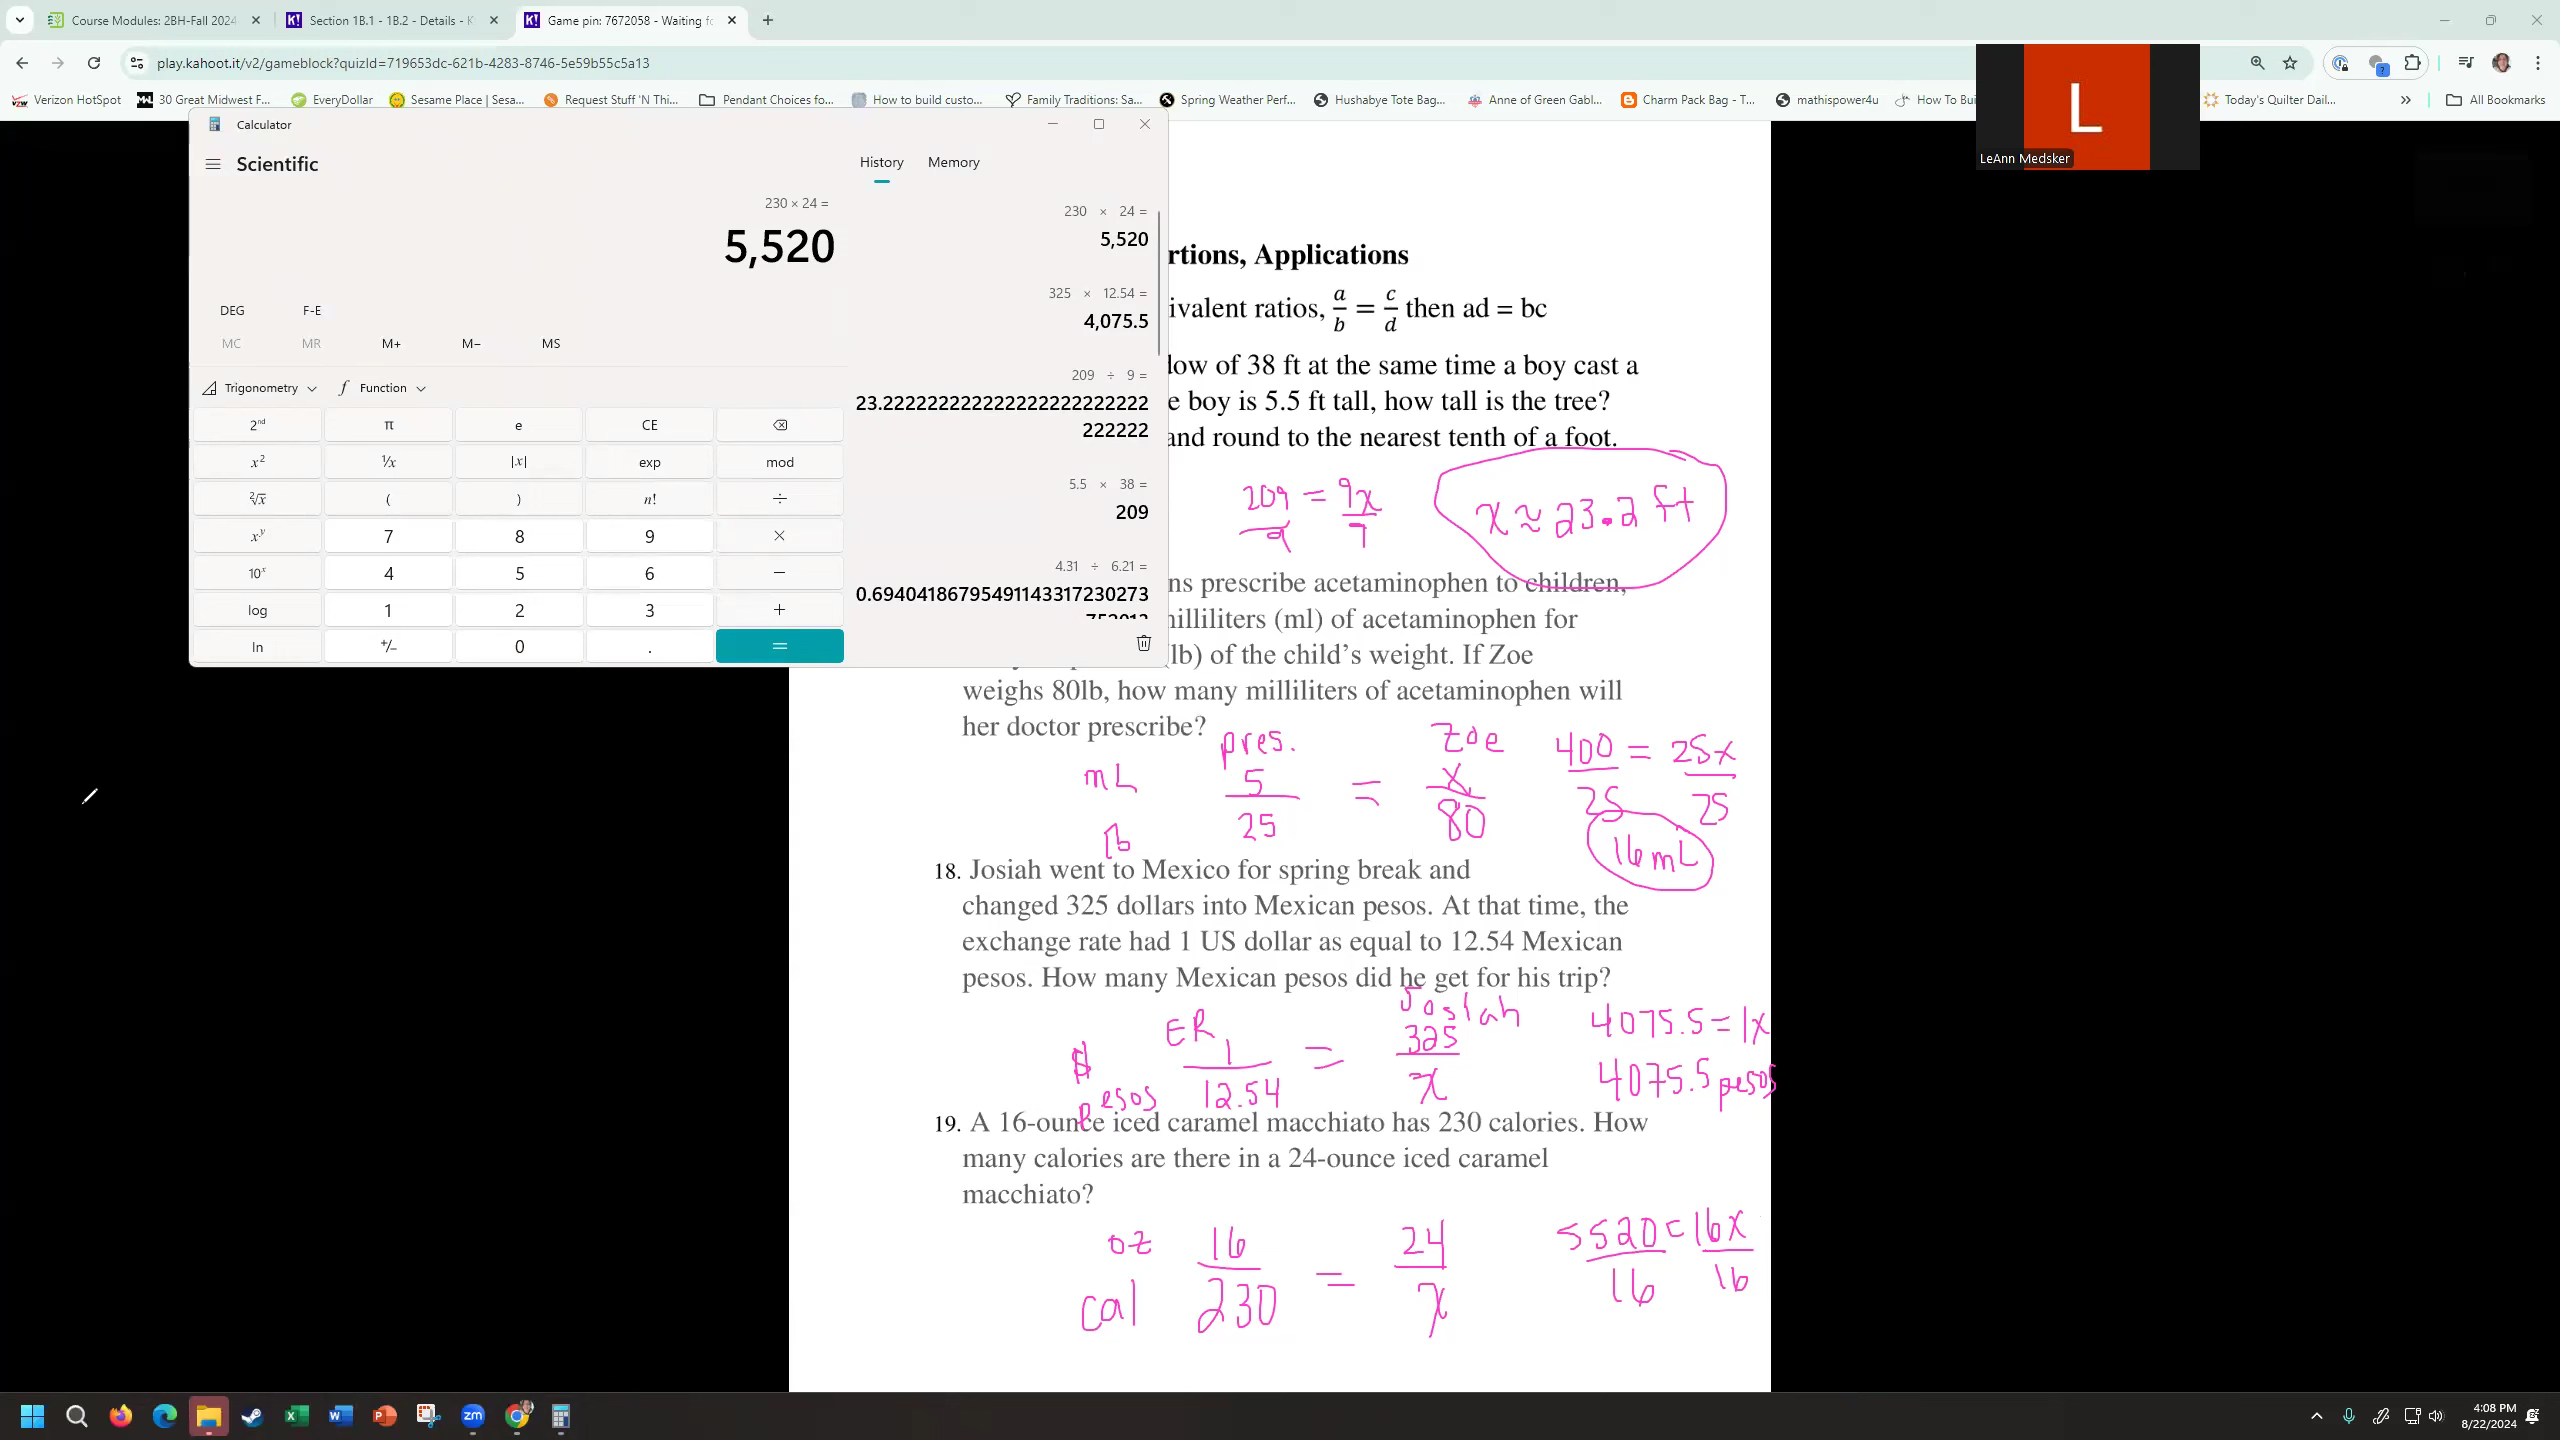 Course Modules: 2BH-Fall 2024
Section 1B.1 - 1B.2 - Details - K
Game pin: 7672058 - Waiting fo
play.kahoot.it/v2/gameblock?quizId=719653dc-621b-4283-8746-5e59b55c5a13
Verizon HotSpot
30 Great Midwest F...
EveryDollar
Sesame Place | Sesa...
Request Stuff 'N Thi...
Pendant Choices fo...
How to build custo...
Family Traditions: Sa...
Spring Weather Perf...
Hushabye Tote Bag...
Anne of Green Gabl...
Charm Pack Bag - T...
mathispower4u
How To Bui
Today's Quilter Dail...
All Bookmarks
L
LeAnn Medsker
Calculator
Scientific
230 × 24 =
5,520
DEG F-E
MC MR M+ M− MS
Trigonometry Function
2nd π e CE
x² ¹/x |x| exp mod
²√x ( ) n! ÷
xʸ 7 8 9 ×
10ˣ 4 5 6 −
log 1 2 3 +
ln +/− 0 . =
History Memory
230 × 24 =
5,520
325 × 12.54 =
4,075.5
209 ÷ 9 =
23.22222222222222222222222
222222
5.5 × 38 =
209
4.31 ÷ 6.21 =
0.69404186795491143317230273
rtions, Applications
ivalent ratios, a/b = c/d then ad = bc
dow of 38 ft at the same time a boy cast a
e boy is 5.5 ft tall, how tall is the tree?
and round to the nearest tenth of a foot.
209/9 = 9x/9
x ≈ 23.2 ft
ns prescribe acetaminophen to children,
milliliters (ml) of acetaminophen for
(lb) of the child's weight. If Zoe
weighs 80lb, how many milliliters of acetaminophen will
her doctor prescribe?
pres. Zoe
mL 5 = x 400 = 25x
lb 25 80 25 25
16 mL
18. Josiah went to Mexico for spring break and
changed 325 dollars into Mexican pesos. At that time, the
exchange rate had 1 US dollar as equal to 12.54 Mexican
pesos. How many Mexican pesos did he get for his trip?
ER Josiah
$ 1 = 325 4075.5 = 1x
pesos 12.54 x 4075.5 pesos
19. A 16-ounce iced caramel macchiato has 230 calories. How
many calories are there in a 24-ounce iced caramel
macchiato?
oz 16 = 24 5520 = 16x
cal 230 x 16 16
4:08 PM
8/22/2024